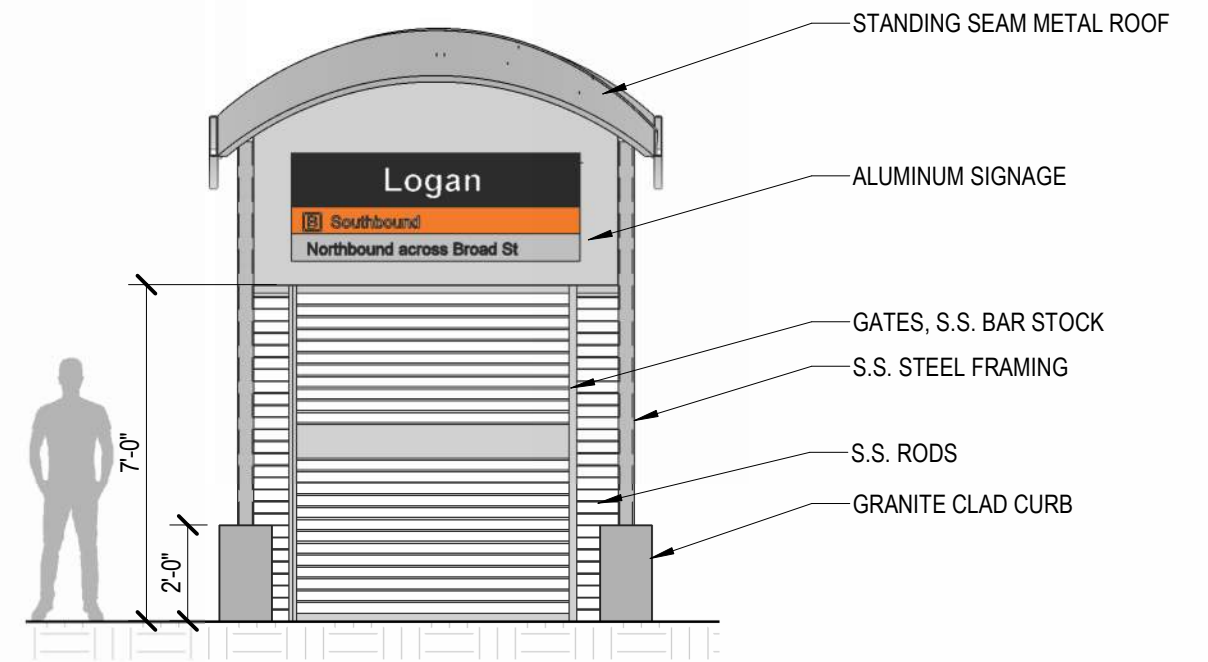 STANDING SEAM METAL ROOF
ALUMINUM SIGNAGE
Logan
B Southbound
Northbound across Broad St
GATES, S.S. BAR STOCK
S.S. STEEL FRAMING
S.S. RODS
GRANITE CLAD CURB
7'-0"
2'-0"